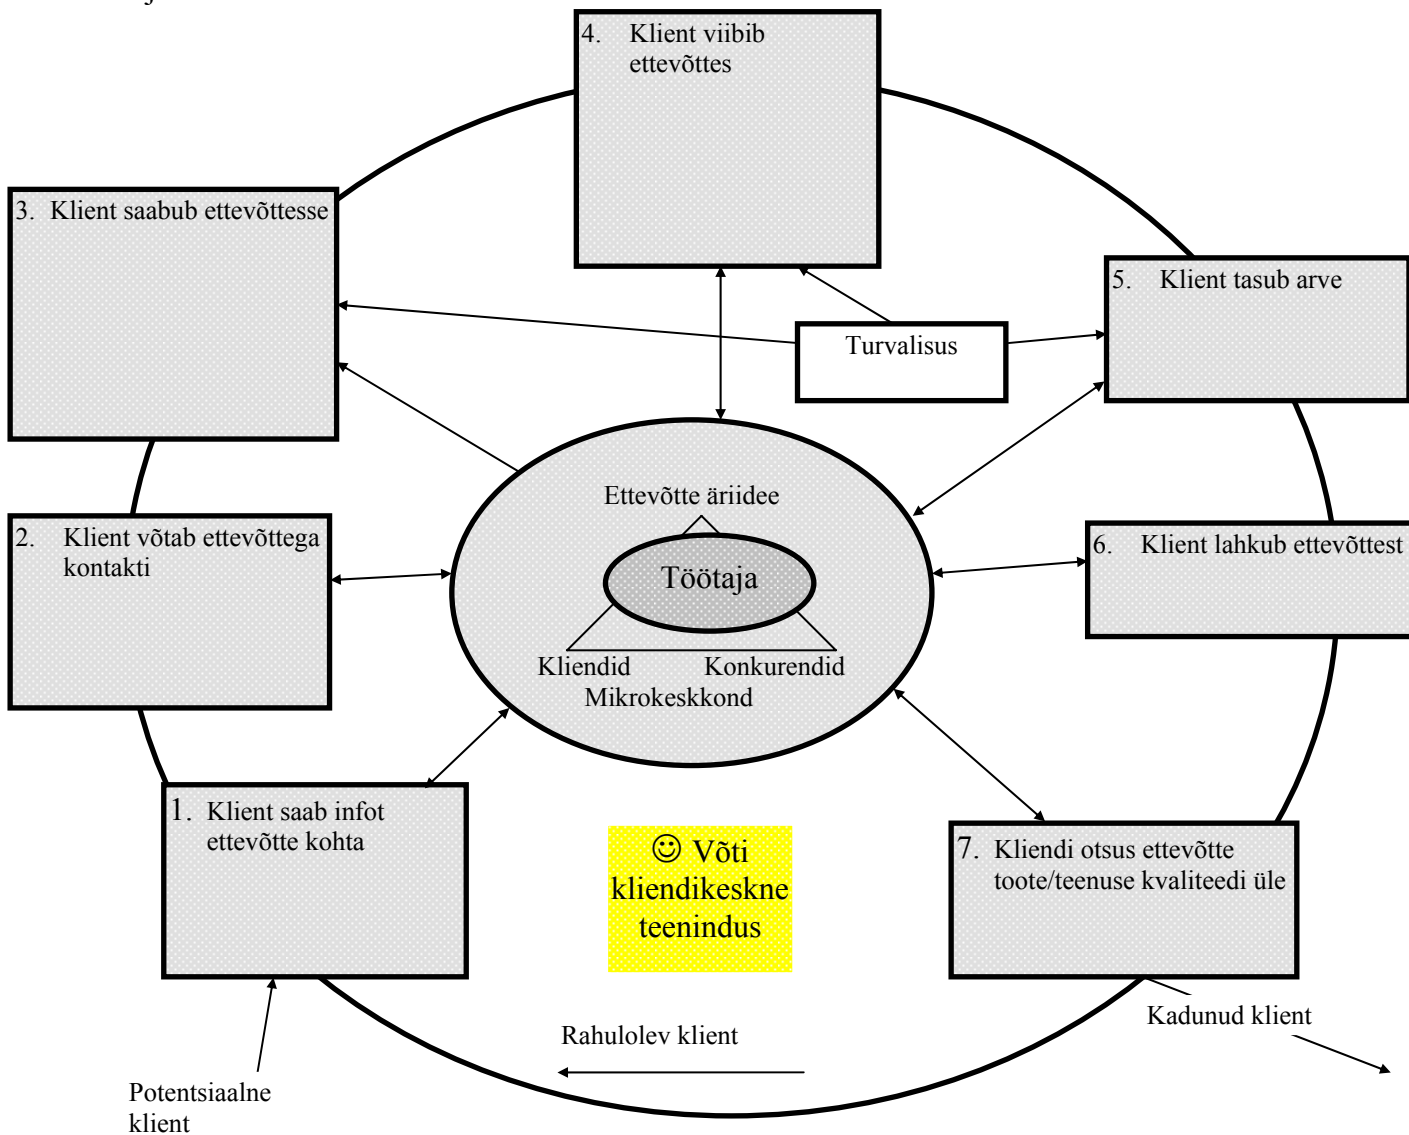 4. Klient viibib
ettevõttes
3. Klient saabub ettevõttesse
5. Klient tasub arve
Turvalisus
Ettevõtte äriidee
2. Klient võtab ettevõttega
kontakti
6. Klient lahkub ettevõttest
Töötaja
Kliendid Konkurendid
Mikrokeskkond
1. Klient saab infot
ettevõtte kohta
☺ Võti
kliendikeskne
teenindus
7. Kliendi otsus ettevõtte
toote/teenuse kvaliteedi üle
Kadunud klient
Rahulolev klient
Potentsiaalne
klient